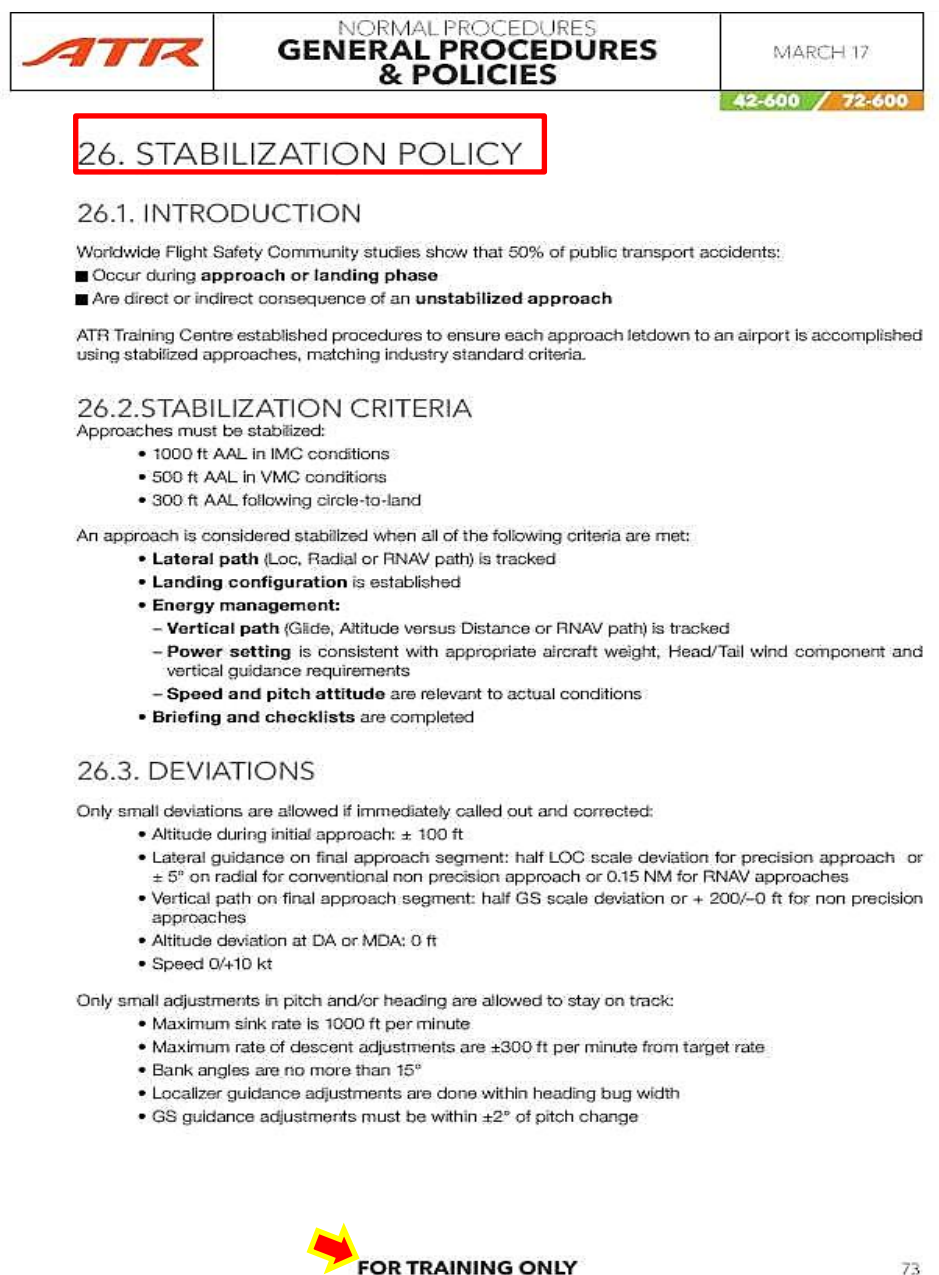 ATR
NORMAL PROCEDURES
GENERAL PROCEDURES
& POLICIES
MARCH 17
42-600 / 72-600
26. STABILIZATION POLICY
26.1. INTRODUCTION
Worldwide Flight Safety Community studies show that 50% of public transport accidents:
■ Occur during approach or landing phase
■ Are direct or indirect consequence of an unstabilized approach
ATR Training Centre established procedures to ensure each approach letdown to an airport is accomplished
using stabilized approaches, matching industry standard criteria.
26.2.STABILIZATION CRITERIA
Approaches must be stabilized:
• 1000 ft AAL in IMC conditions
• 500 ft AAL in VMC conditions
• 300 ft AAL following circle-to-land
An approach is considered stabilized when all of the following criteria are met:
• Lateral path (Loc, Radial or RNAV path) is tracked
• Landing configuration is established
• Energy management:
– Vertical path (Glide, Altitude versus Distance or RNAV path) is tracked
– Power setting is consistent with appropriate aircraft weight, Head/Tail wind component and
vertical guidance requirements
– Speed and pitch attitude are relevant to actual conditions
• Briefing and checklists are completed
26.3. DEVIATIONS
Only small deviations are allowed if immediately called out and corrected:
• Altitude during initial approach: ± 100 ft
• Lateral guidance on final approach segment: half LOC scale deviation for precision approach or
± 5° on radial for conventional non precision approach or 0.15 NM for RNAV approaches
• Vertical path on final approach segment: half GS scale deviation or + 200/–0 ft for non precision
approaches
• Altitude deviation at DA or MDA: 0 ft
• Speed 0/+10 kt
Only small adjustments in pitch and/or heading are allowed to stay on track:
• Maximum sink rate is 1000 ft per minute
• Maximum rate of descent adjustments are ±300 ft per minute from target rate
• Bank angles are no more than 15°
• Localizer guidance adjustments are done within heading bug width
• GS guidance adjustments must be within ±2° of pitch change
FOR TRAINING ONLY
73